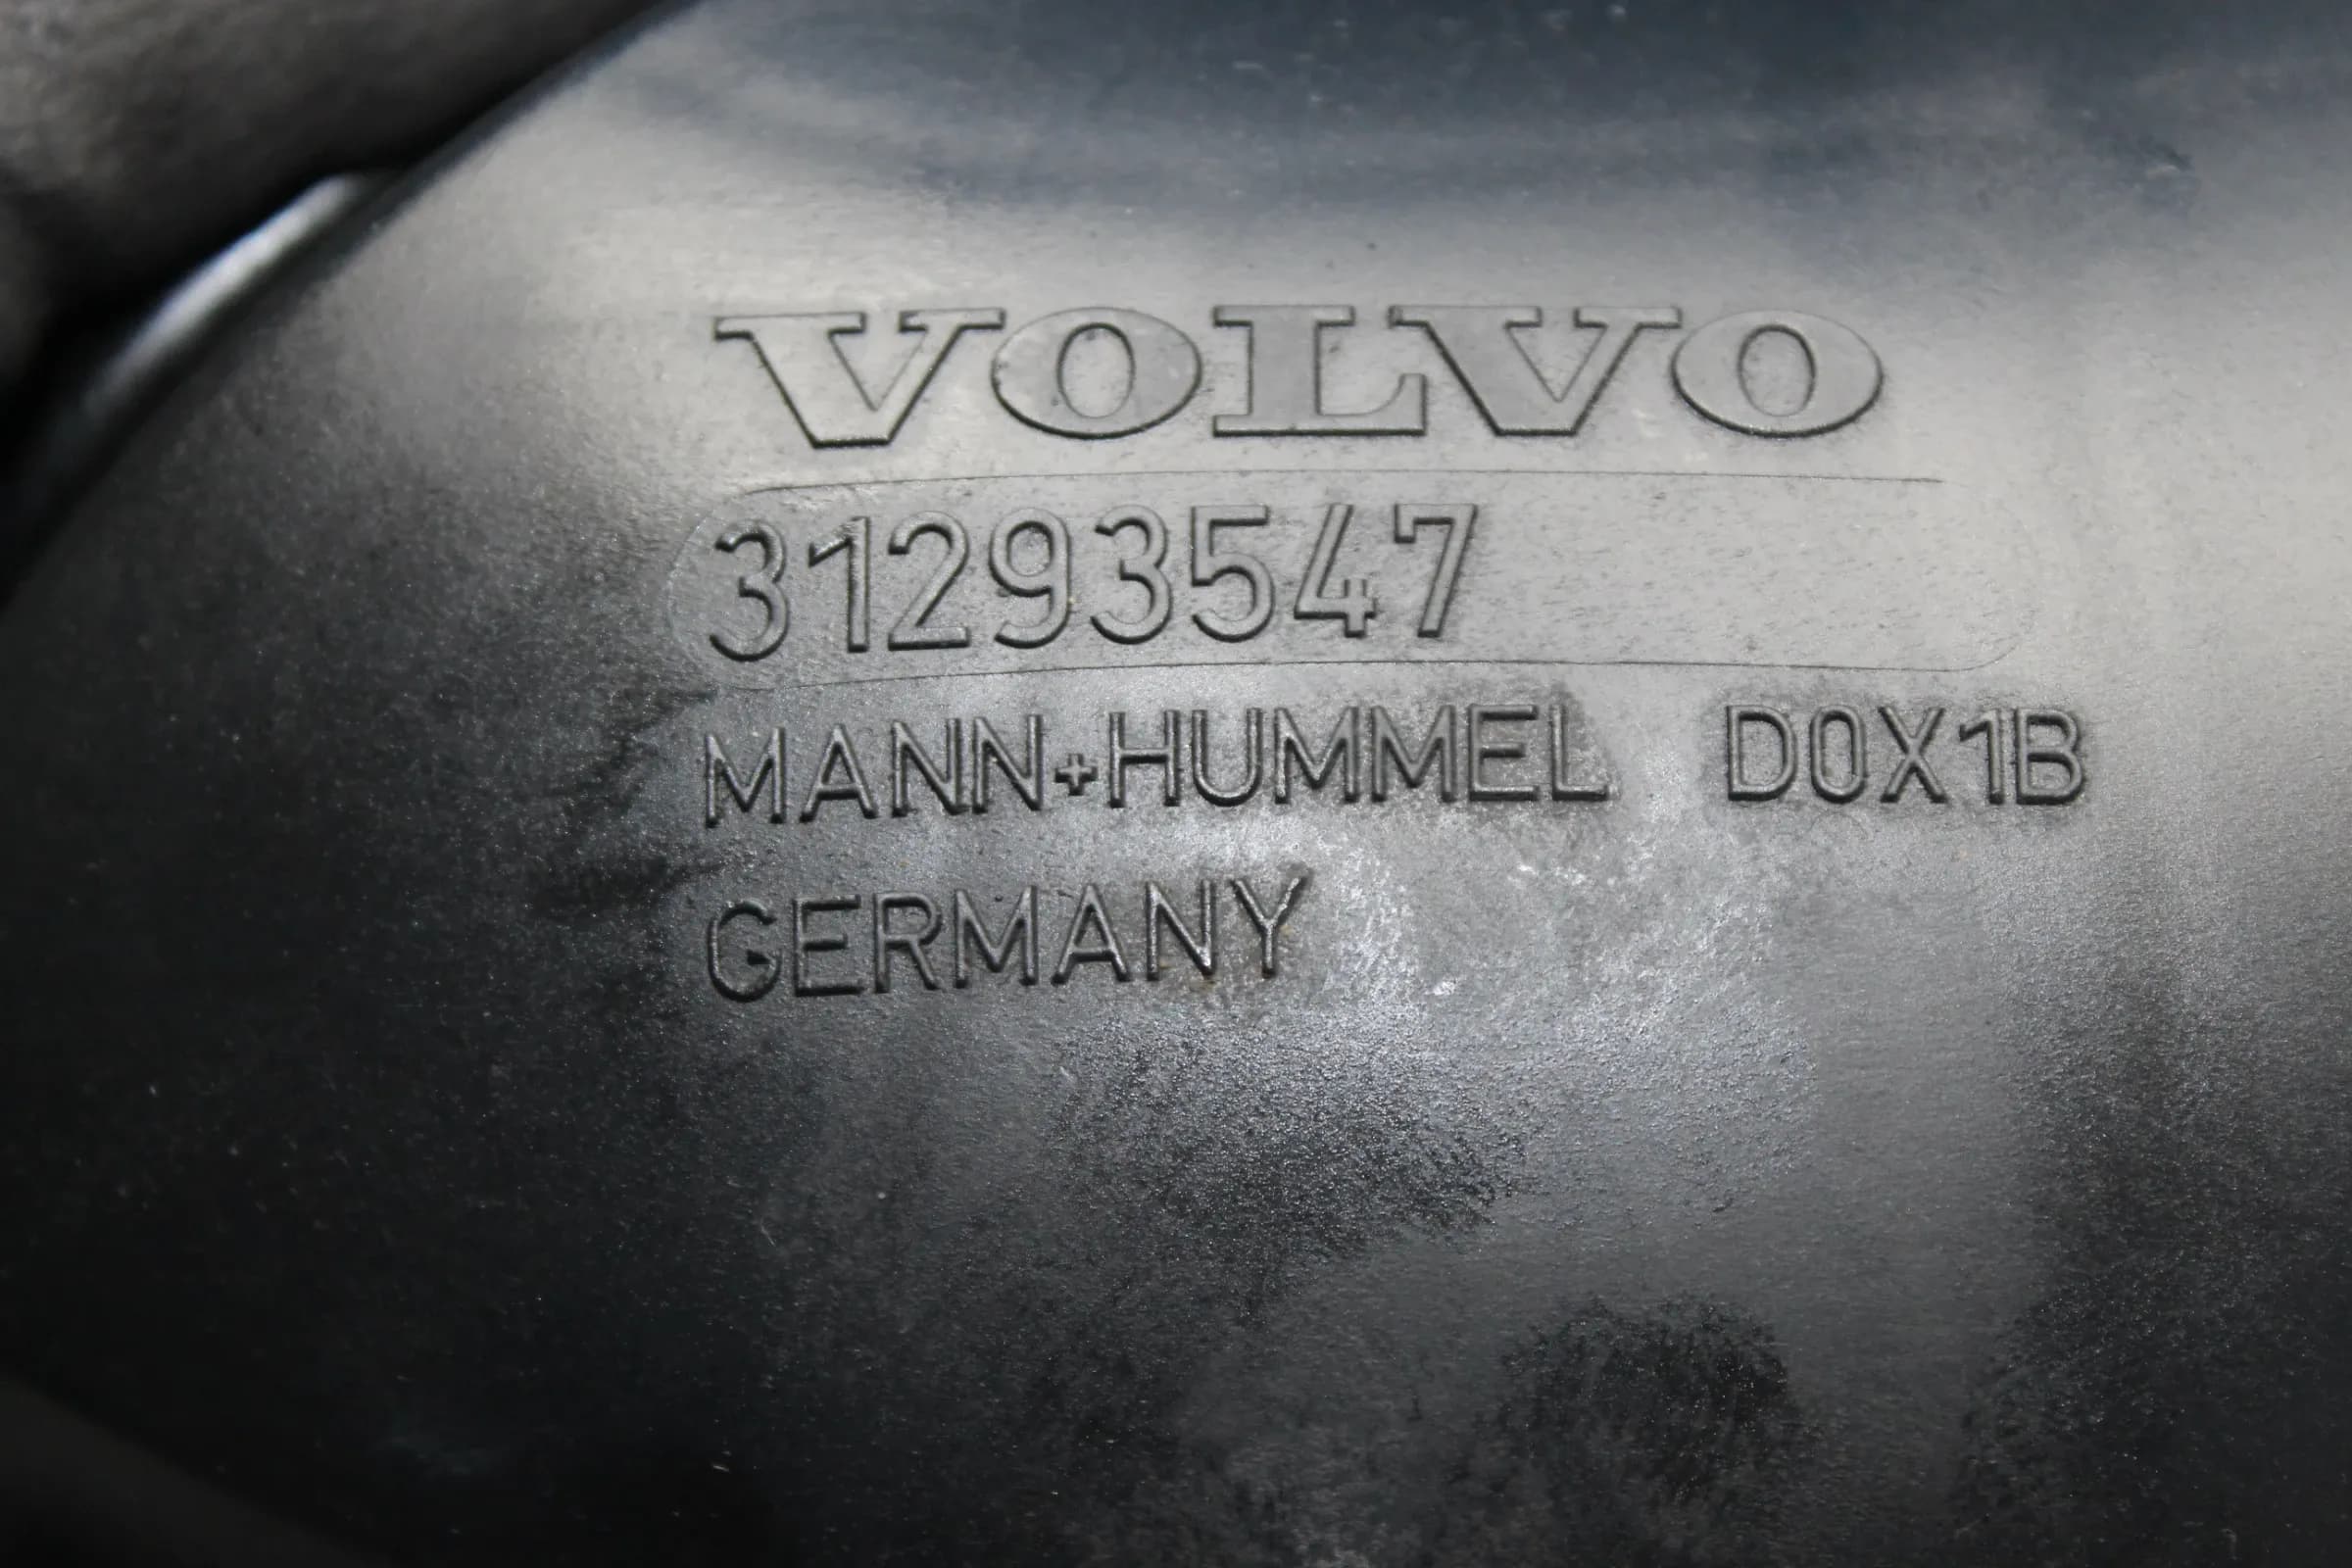 VOLVO
31293547
MANN+HUMMEL D0X1B
GERMANY